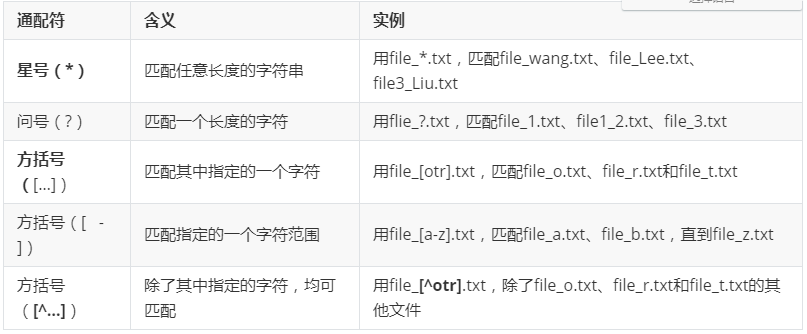 通配符 含义 实例
星号（*） 匹配任意长度的字符串 用file_*.txt，匹配file_wang.txt、file_Lee.txt、
file3_Liu.txt
问号（?） 匹配一个长度的字符 用flie_?.txt，匹配file_1.txt、file1_2.txt、file_3.txt
方括号
（[...]） 匹配其中指定的一个字符 用file_[otr].txt，匹配file_o.txt、file_r.txt和file_t.txt
方括号（[ -
]） 匹配指定的一个字符范围 用file_[a-z].txt，匹配file_a.txt、file_b.txt，直到file_z.txt
方括号
（[^...]） 除了其中指定的字符，均可
匹配 用file_[^otr].txt，除了file_o.txt、file_r.txt和file_t.txt的其
他文件